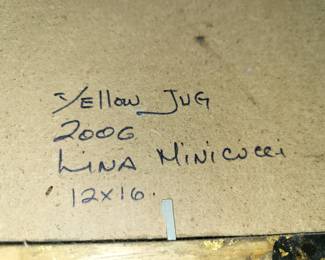 Yellow Jug
2006
Lina Minicucci
12x16.